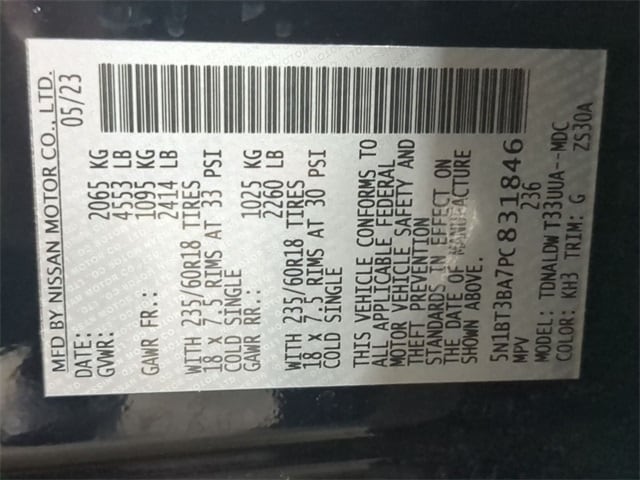 MFD BY NISSAN MOTOR CO., LTD.
DATE: 05/23
GVWR: 2065 KG
4553 LB
GAWR FR.: 1095 KG
2414 LB
WITH 235/60R18 TIRES
18 x 7.5 RIMS AT 33 PSI
COLD SINGLE
GAWR RR.: 1025 KG
2260 LB
WITH 235/60R18 TIRES
18 x 7.5 RIMS AT 30 PSI
COLD SINGLE
THIS VEHICLE CONFORMS TO
ALL APPLICABLE FEDERAL
MOTOR VEHICLE SAFETY AND
THEFT PREVENTION
STANDARDS IN EFFECT ON
THE DATE OF MANUFACTURE
SHOWN ABOVE.
5N1BT3BA7PC831846
MPV 236
MODEL: TDNALDWT33UUA--MDC
COLOR: KH3 TRIM: G ZS30A